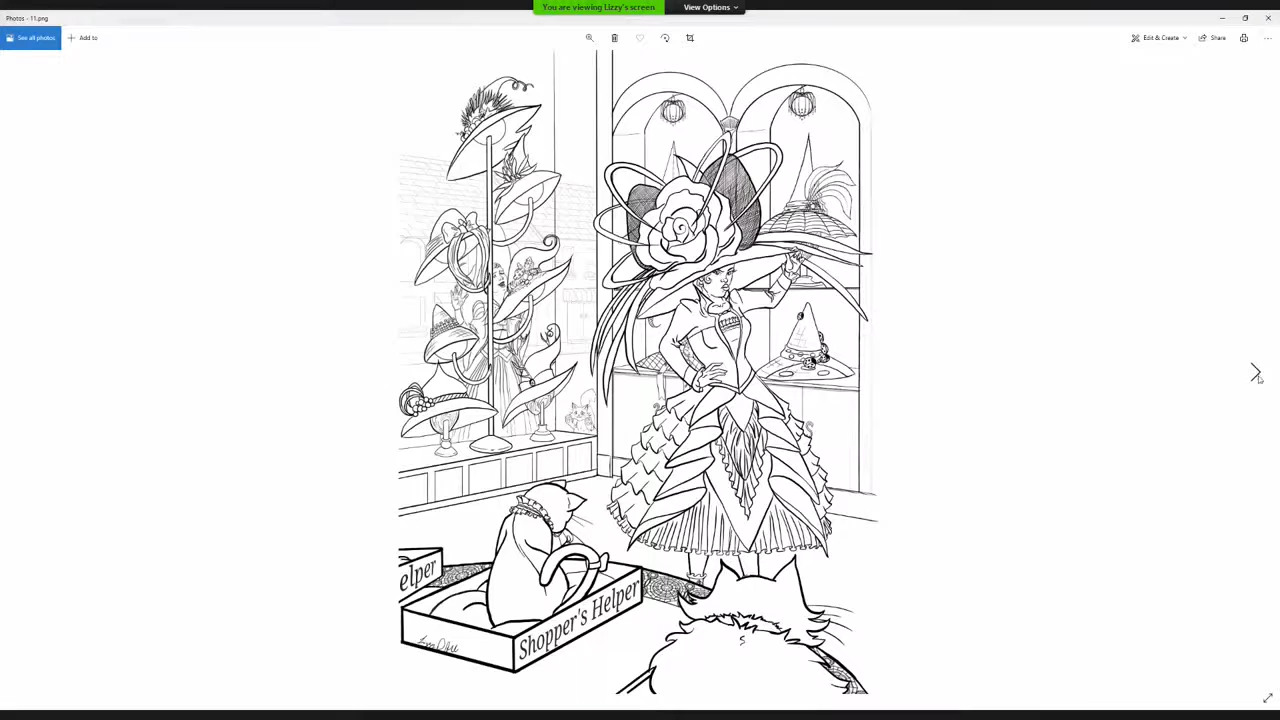 You are viewing Lizzy's screen
View Options
Photos - 11.png
See all photos
Add to
Edit & Create
Share
elper
Shopper's Helper